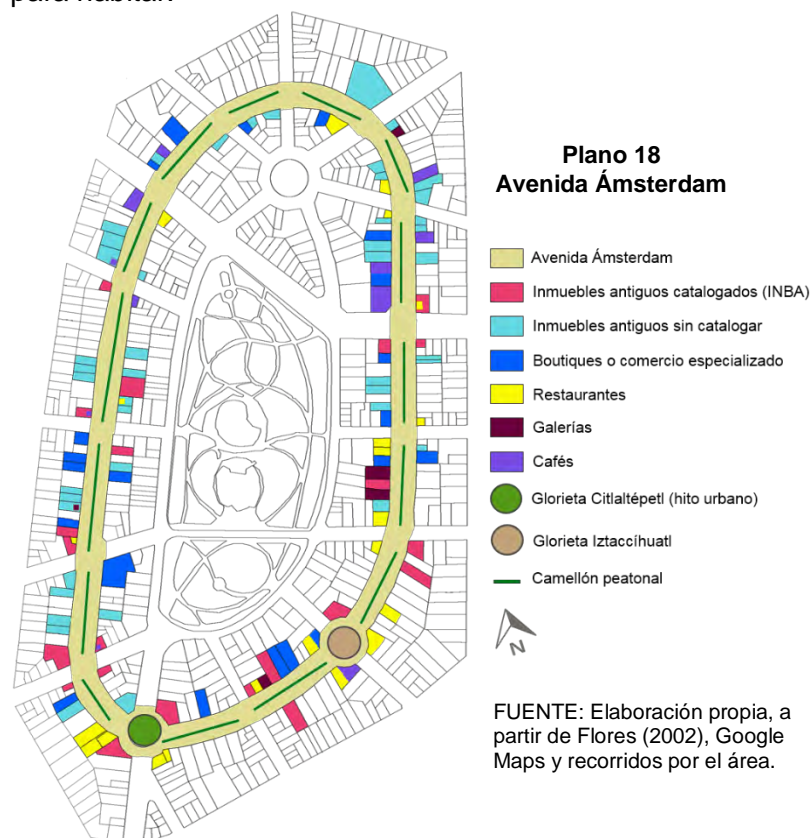 para habitar.
Plano 18
Avenida Ámsterdam
Avenida Ámsterdam
Inmuebles antiguos catalogados (INBA)
Inmuebles antiguos sin catalogar
Boutiques o comercio especializado
Restaurantes
Galerías
Cafés
Glorieta Citlaltépetl (hito urbano)
Glorieta Iztaccíhuatl
Camellón peatonal
N
FUENTE: Elaboración propia, a
partir de Flores (2002), Google
Maps y recorridos por el área.